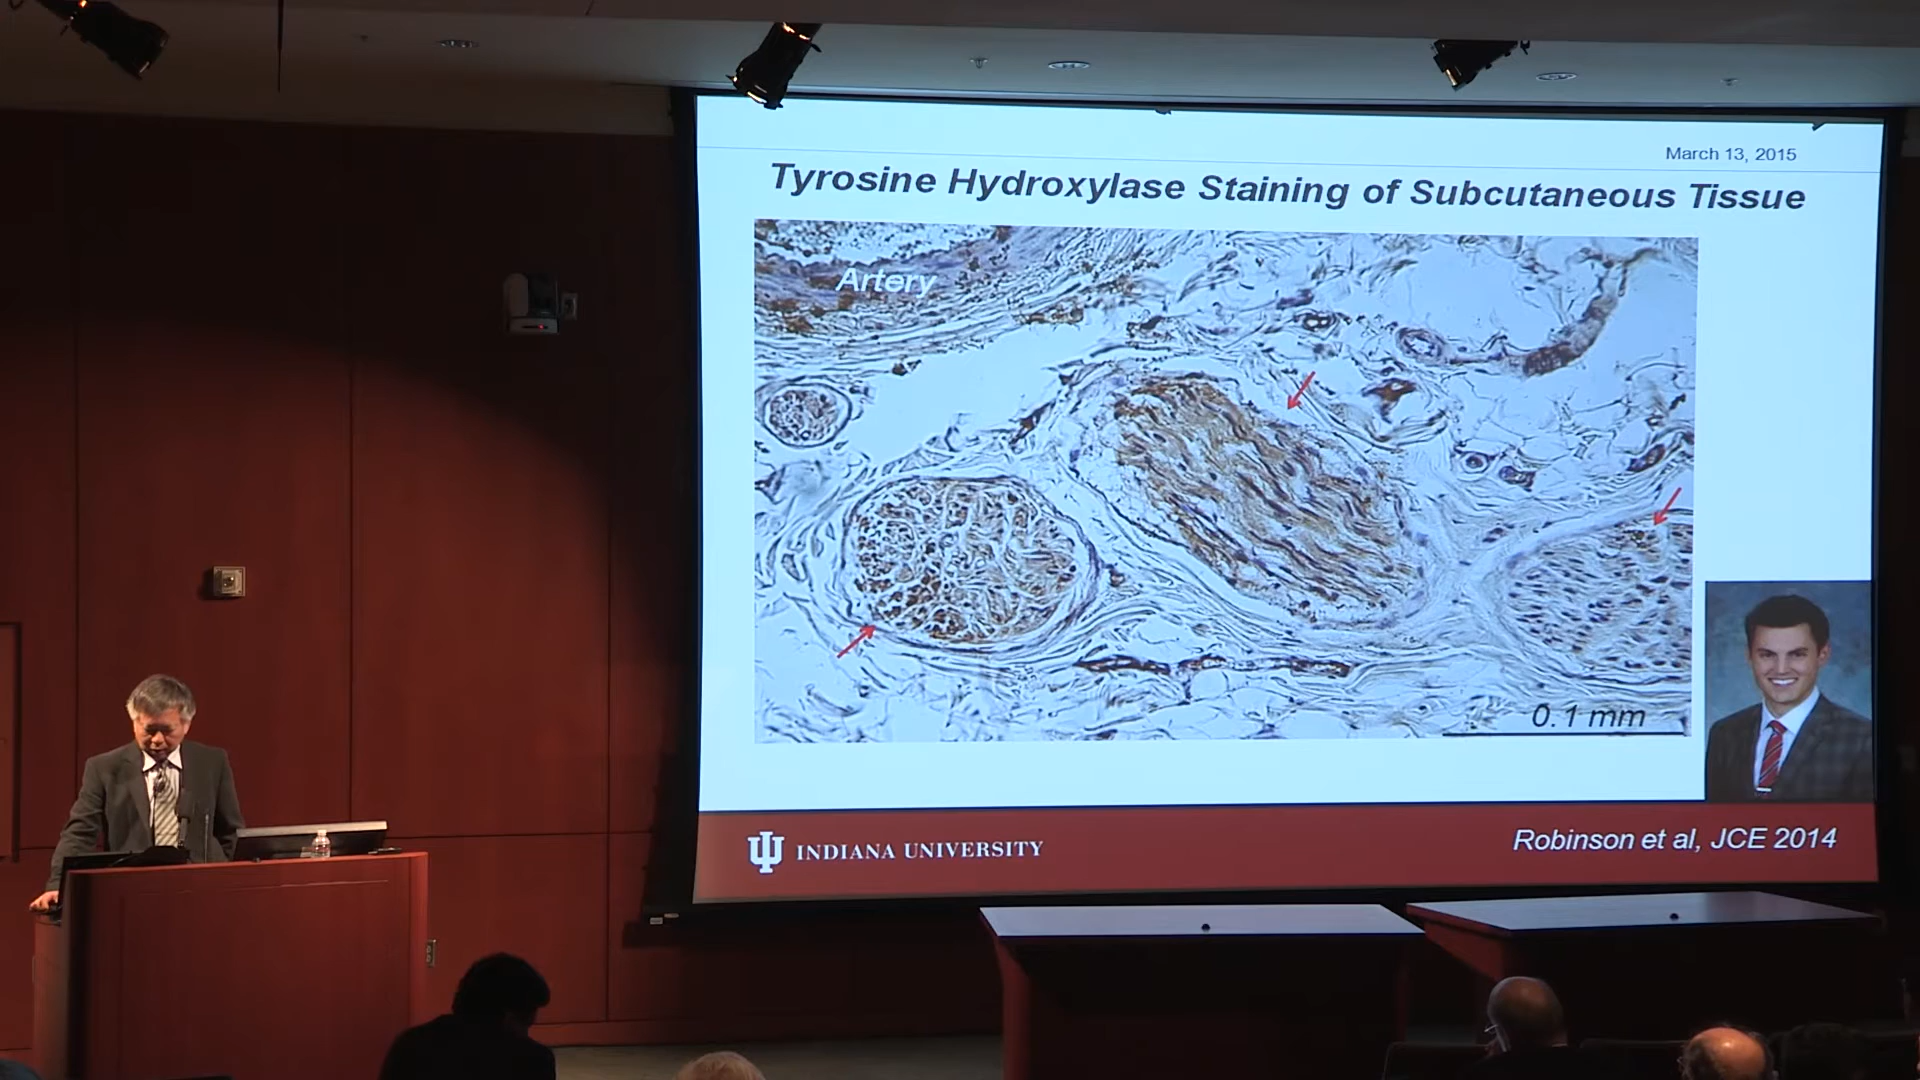 March 13, 2015
Tyrosine Hydroxylase Staining of Subcutaneous Tissue
Artery
0.1 mm
INDIANA UNIVERSITY
Robinson et al, JCE 2014